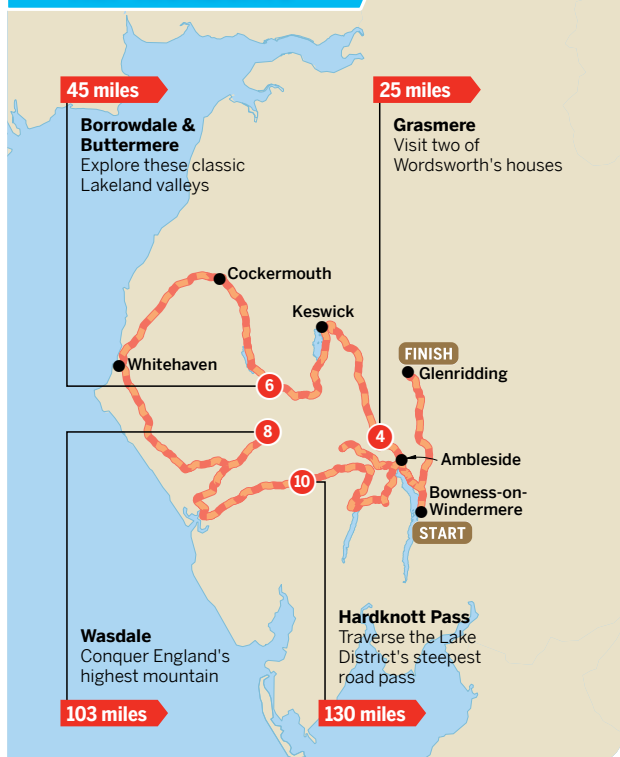 45 miles
Borrowdale &
Buttermere
Explore these classic
Lakeland valleys
25 miles
Grasmere
Visit two of
Wordsworth's houses
Cockermouth
Keswick
FINISH
Glenridding
Whitehaven
6
8
4
Ambleside
10
Bowness-on-
Windermere
START
Wasdale
Conquer England's
highest mountain
103 miles
Hardknott Pass
Traverse the Lake
District's steepest
road pass
130 miles